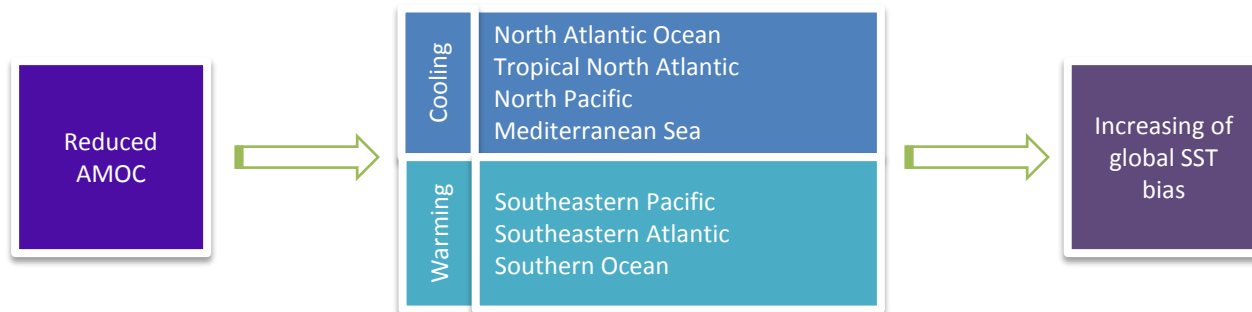 Reduced
AMOC
Cooling
North Atlantic Ocean
Tropical North Atlantic
North Pacific
Mediterranean Sea
Warming
Southeastern Pacific
Southeastern Atlantic
Southern Ocean
Increasing of
global SST
bias